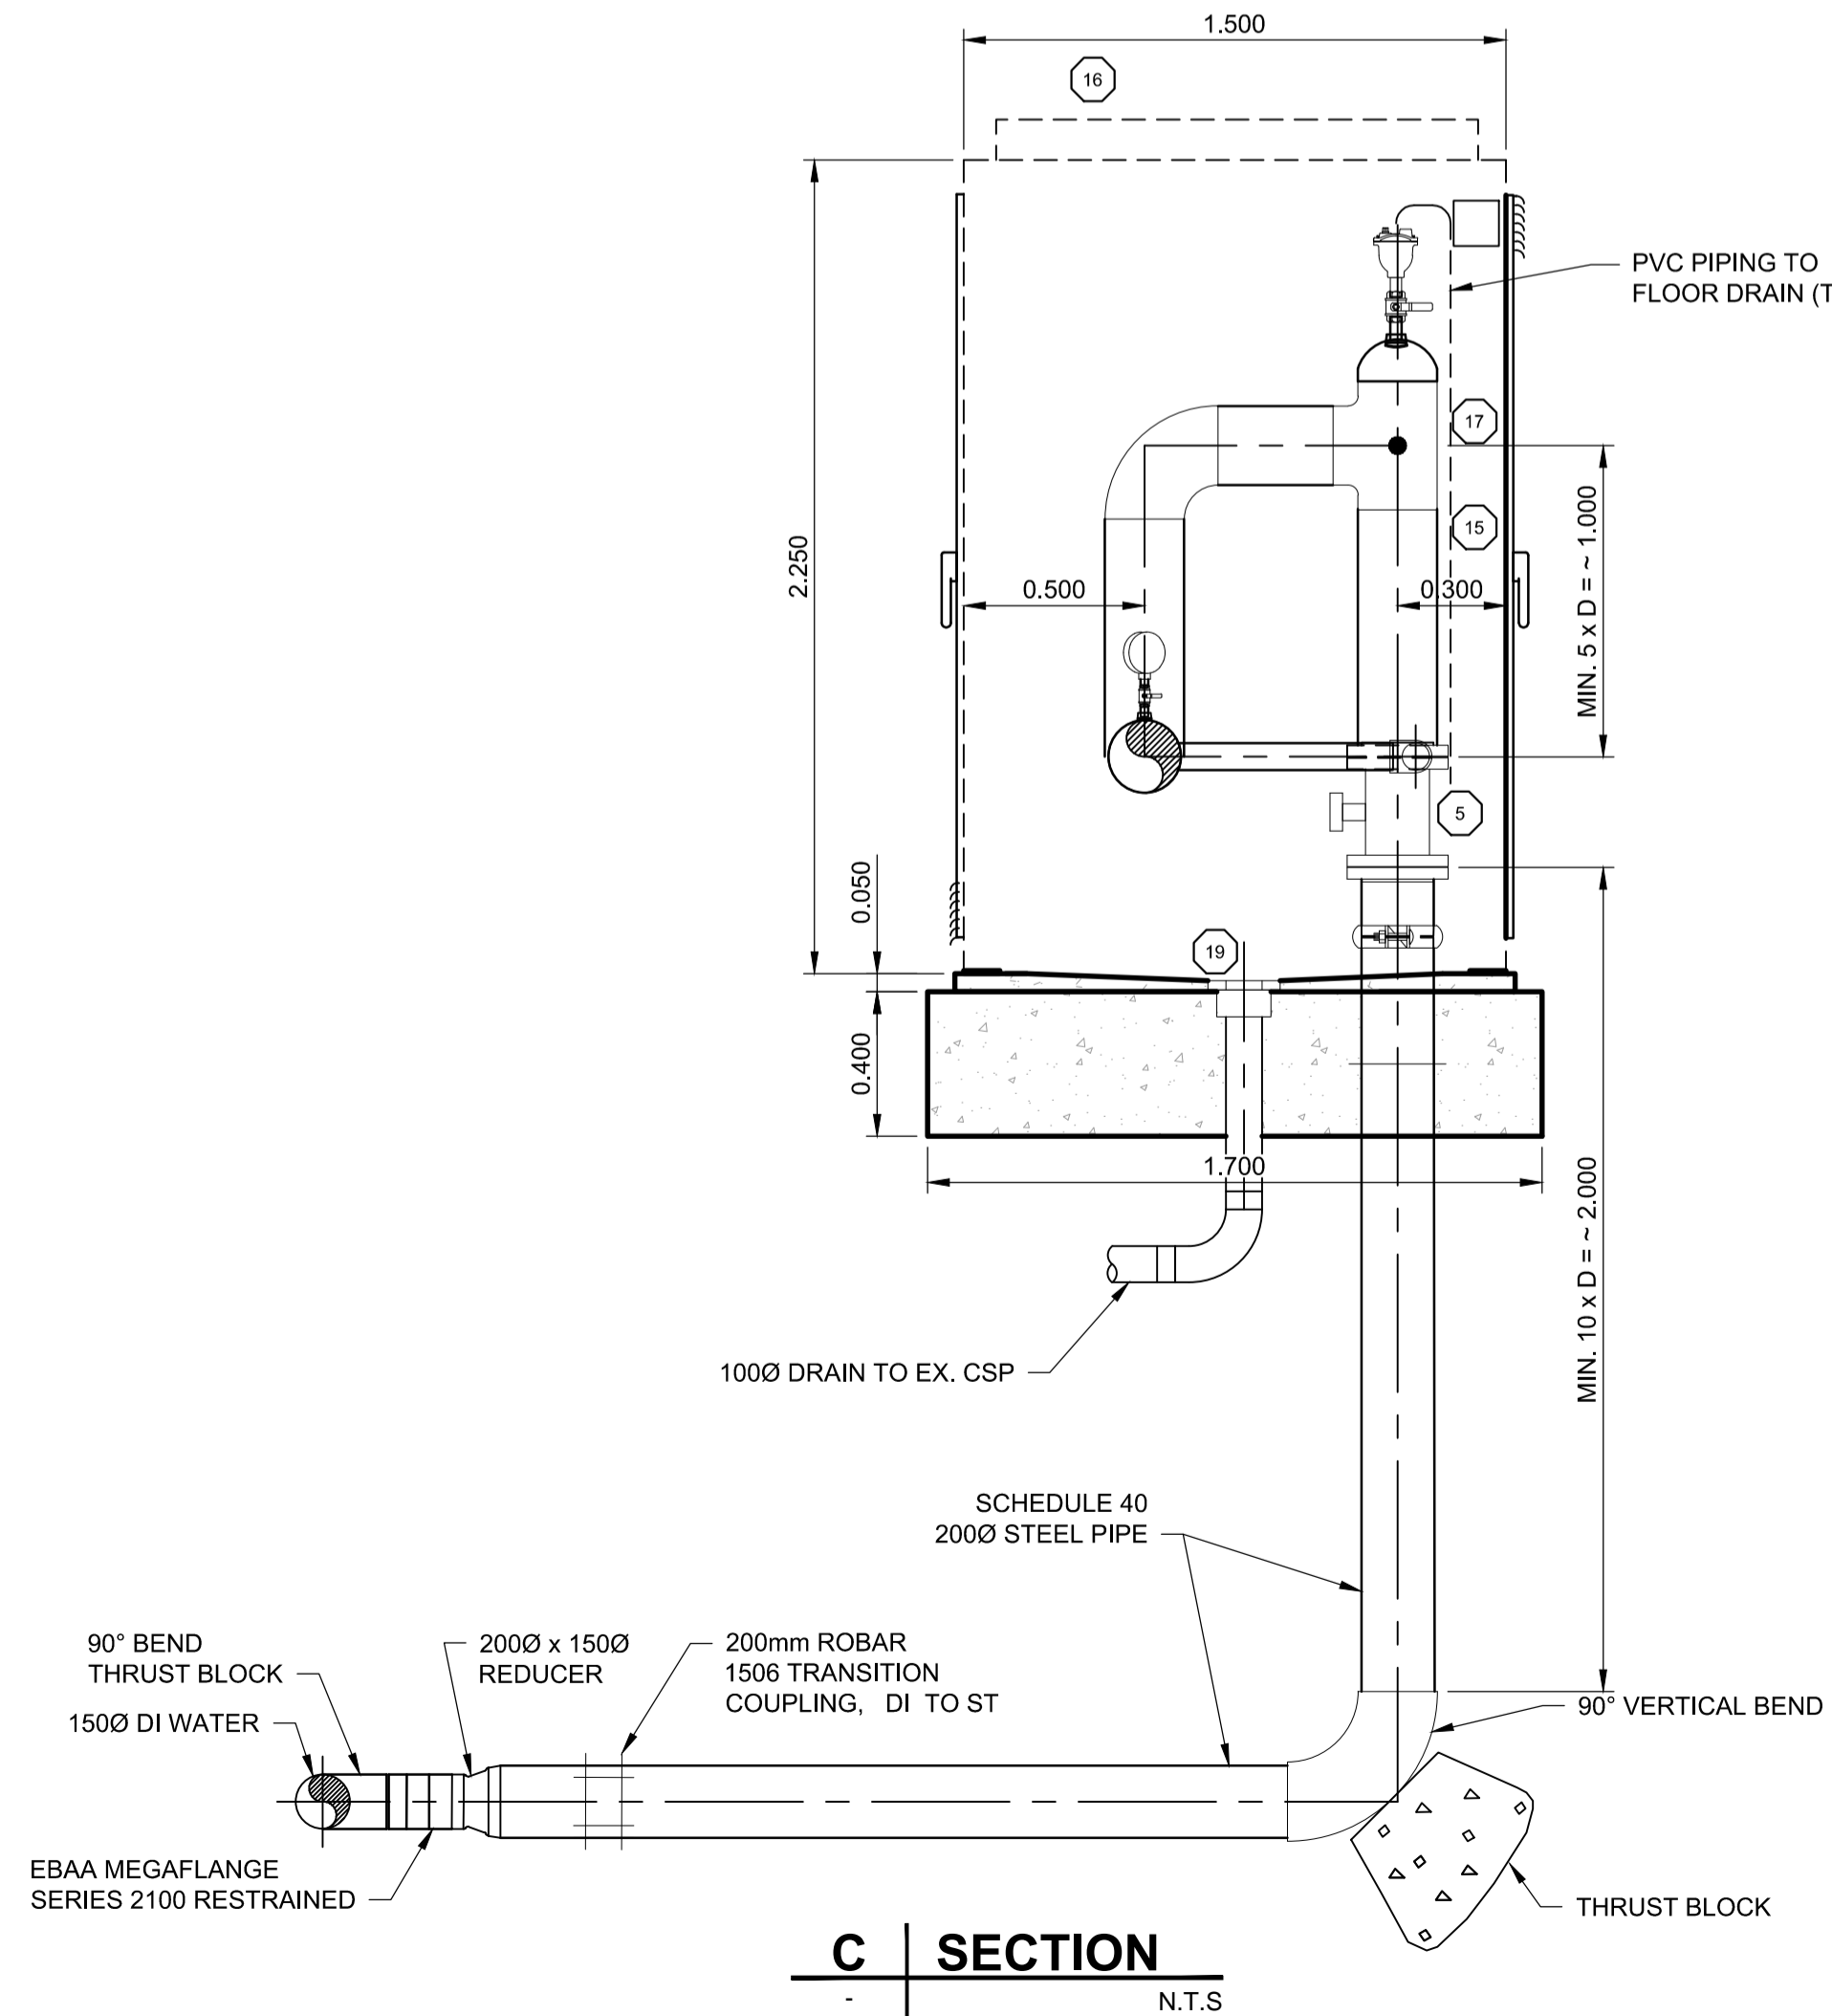 1.500
16
2.250
PVC PIPING TO
FLOOR DRAIN (T
17
15
MIN. 5 x D = ~ 1.000
0.500
0.300
5
0.050
19
0.400
1.700
MIN. 10 x D = ~ 2.000
100Ø DRAIN TO EX. CSP
SCHEDULE 40
200Ø STEEL PIPE
90° BEND
THRUST BLOCK
200Ø x 150Ø
REDUCER
200mm ROBAR
1506 TRANSITION
COUPLING, DI TO ST
150Ø DI WATER
90° VERTICAL BEND
EBAA MEGAFLANGE
SERIES 2100 RESTRAINED
THRUST BLOCK
C SECTION
- N.T.S